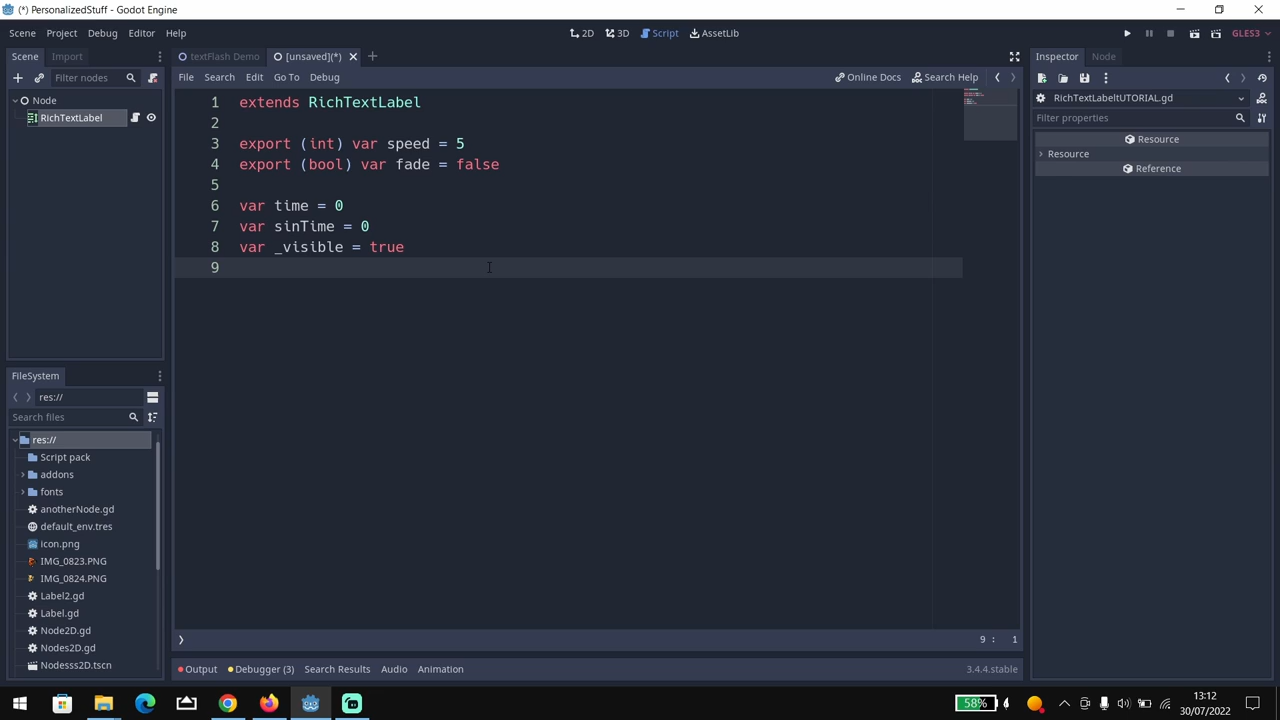 (*) PersonalizedStuff - Godot Engine
Scene Project Debug Editor Help
2D 3D Script AssetLib
GLES3
Scene Import
Filter nodes
Node
RichTextLabel
textFlash Demo [unsaved](*)
File Search Edit Go To Debug
Online Docs Search Help
1 extends RichTextLabel
2
3 export (int) var speed = 5
4 export (bool) var fade = false
5
6 var time = 0
7 var sinTime = 0
8 var _visible = true
9
9 : 1
Output Debugger (3) Search Results Audio Animation
3.4.4.stable
Inspector Node
RichTextLabeltUTORIAL.gd
Filter properties
Resource
Resource
Reference
FileSystem
res://
Search files
res://
Script pack
addons
fonts
anotherNode.gd
default_env.tres
icon.png
IMG_0823.PNG
IMG_0824.PNG
Label2.gd
Label.gd
Node2D.gd
Nodes2D.gd
Nodesss2D.tscn
58%
13:12
30/07/2022